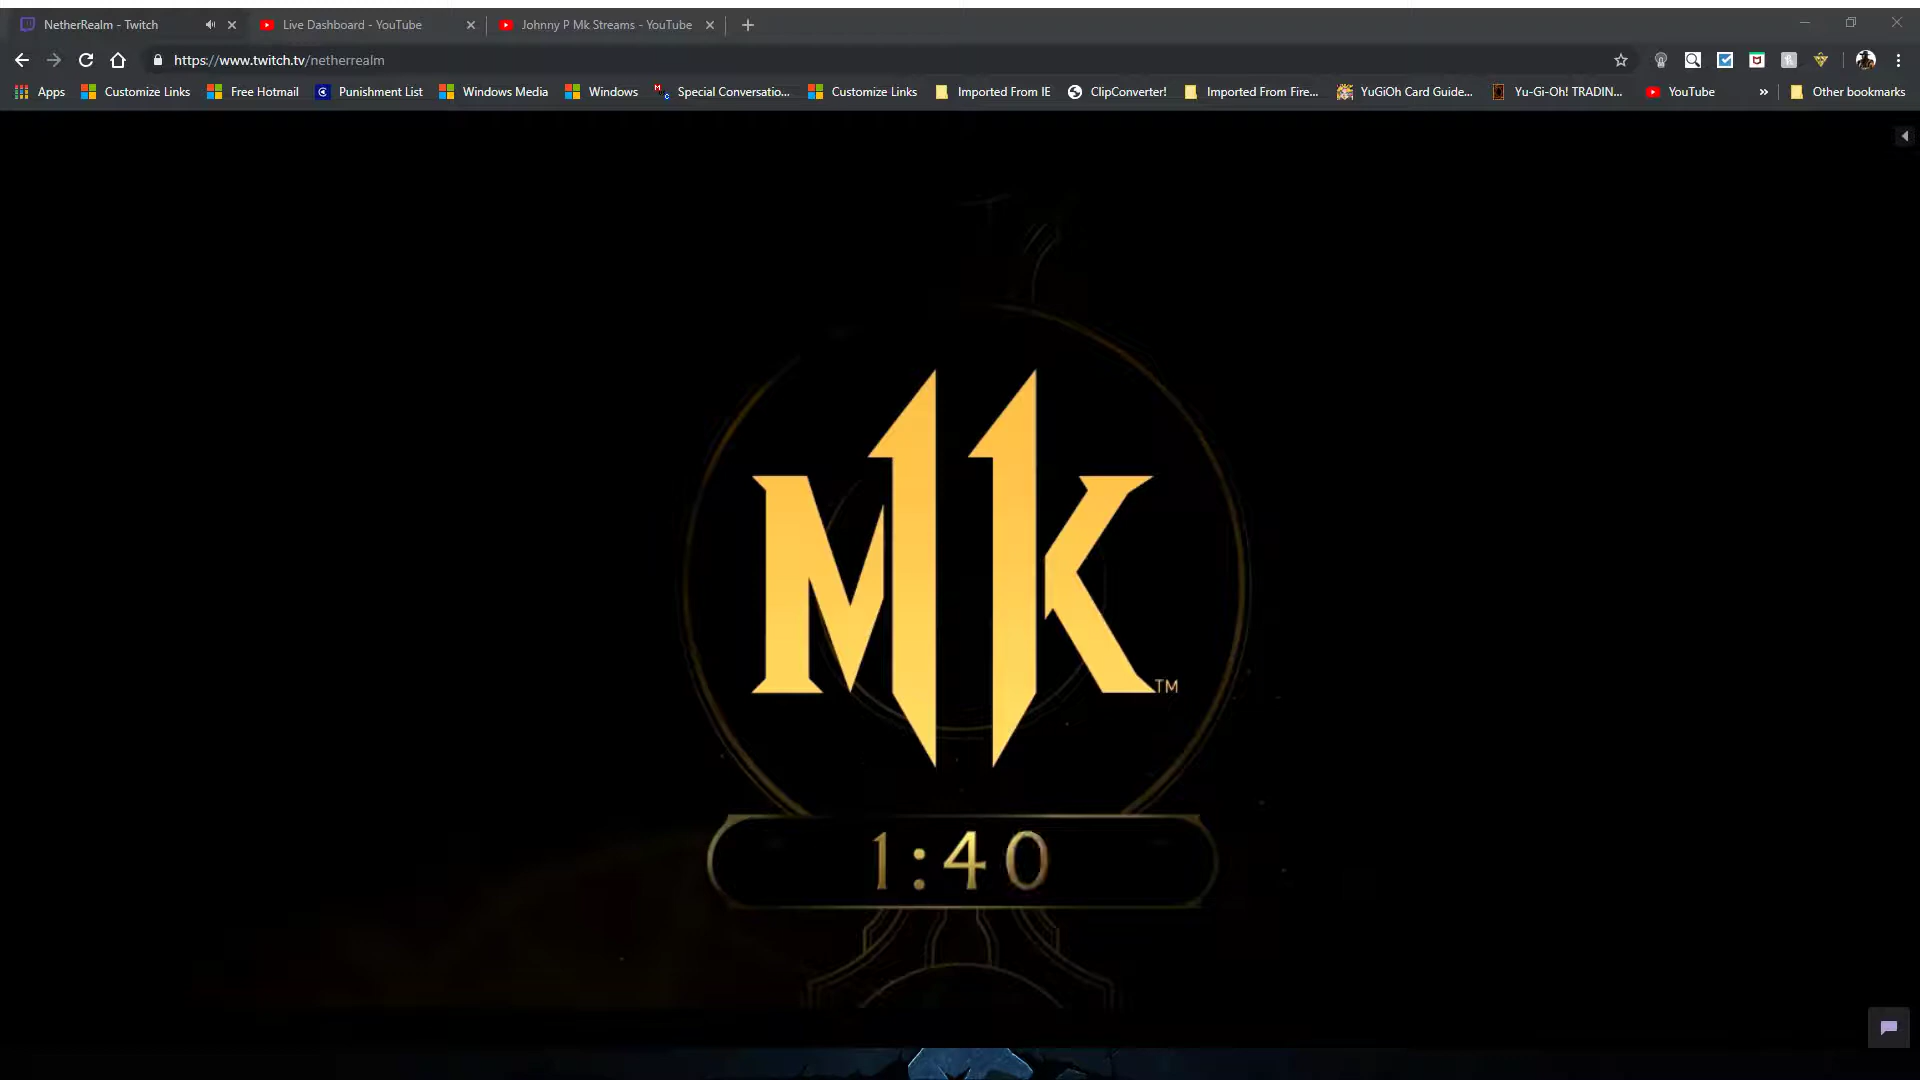 NetherRealm - Twitch
Live Dashboard - YouTube
Johnny P Mk Streams - YouTube
https://www.twitch.tv/netherrealm
Apps
Customize Links
Free Hotmail
Punishment List
Windows Media
Windows
Special Conversatio...
Customize Links
Imported From IE
ClipConverter!
Imported From Fire...
YuGiOh Card Guide...
Yu-Gi-Oh! TRADIN...
YouTube
»
Other bookmarks
M11K™
1:40